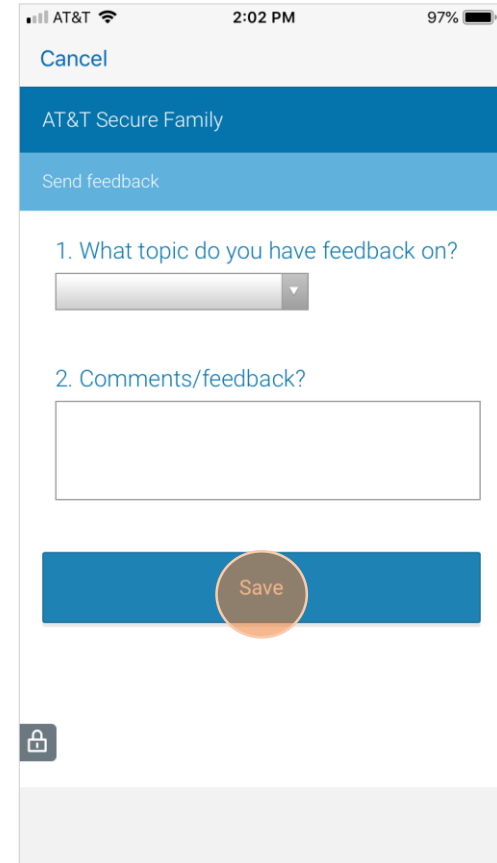 AT&T 2:02 PM 97%
Cancel
AT&T Secure Family
Send feedback
1. What topic do you have feedback on?
2. Comments/feedback?
Save